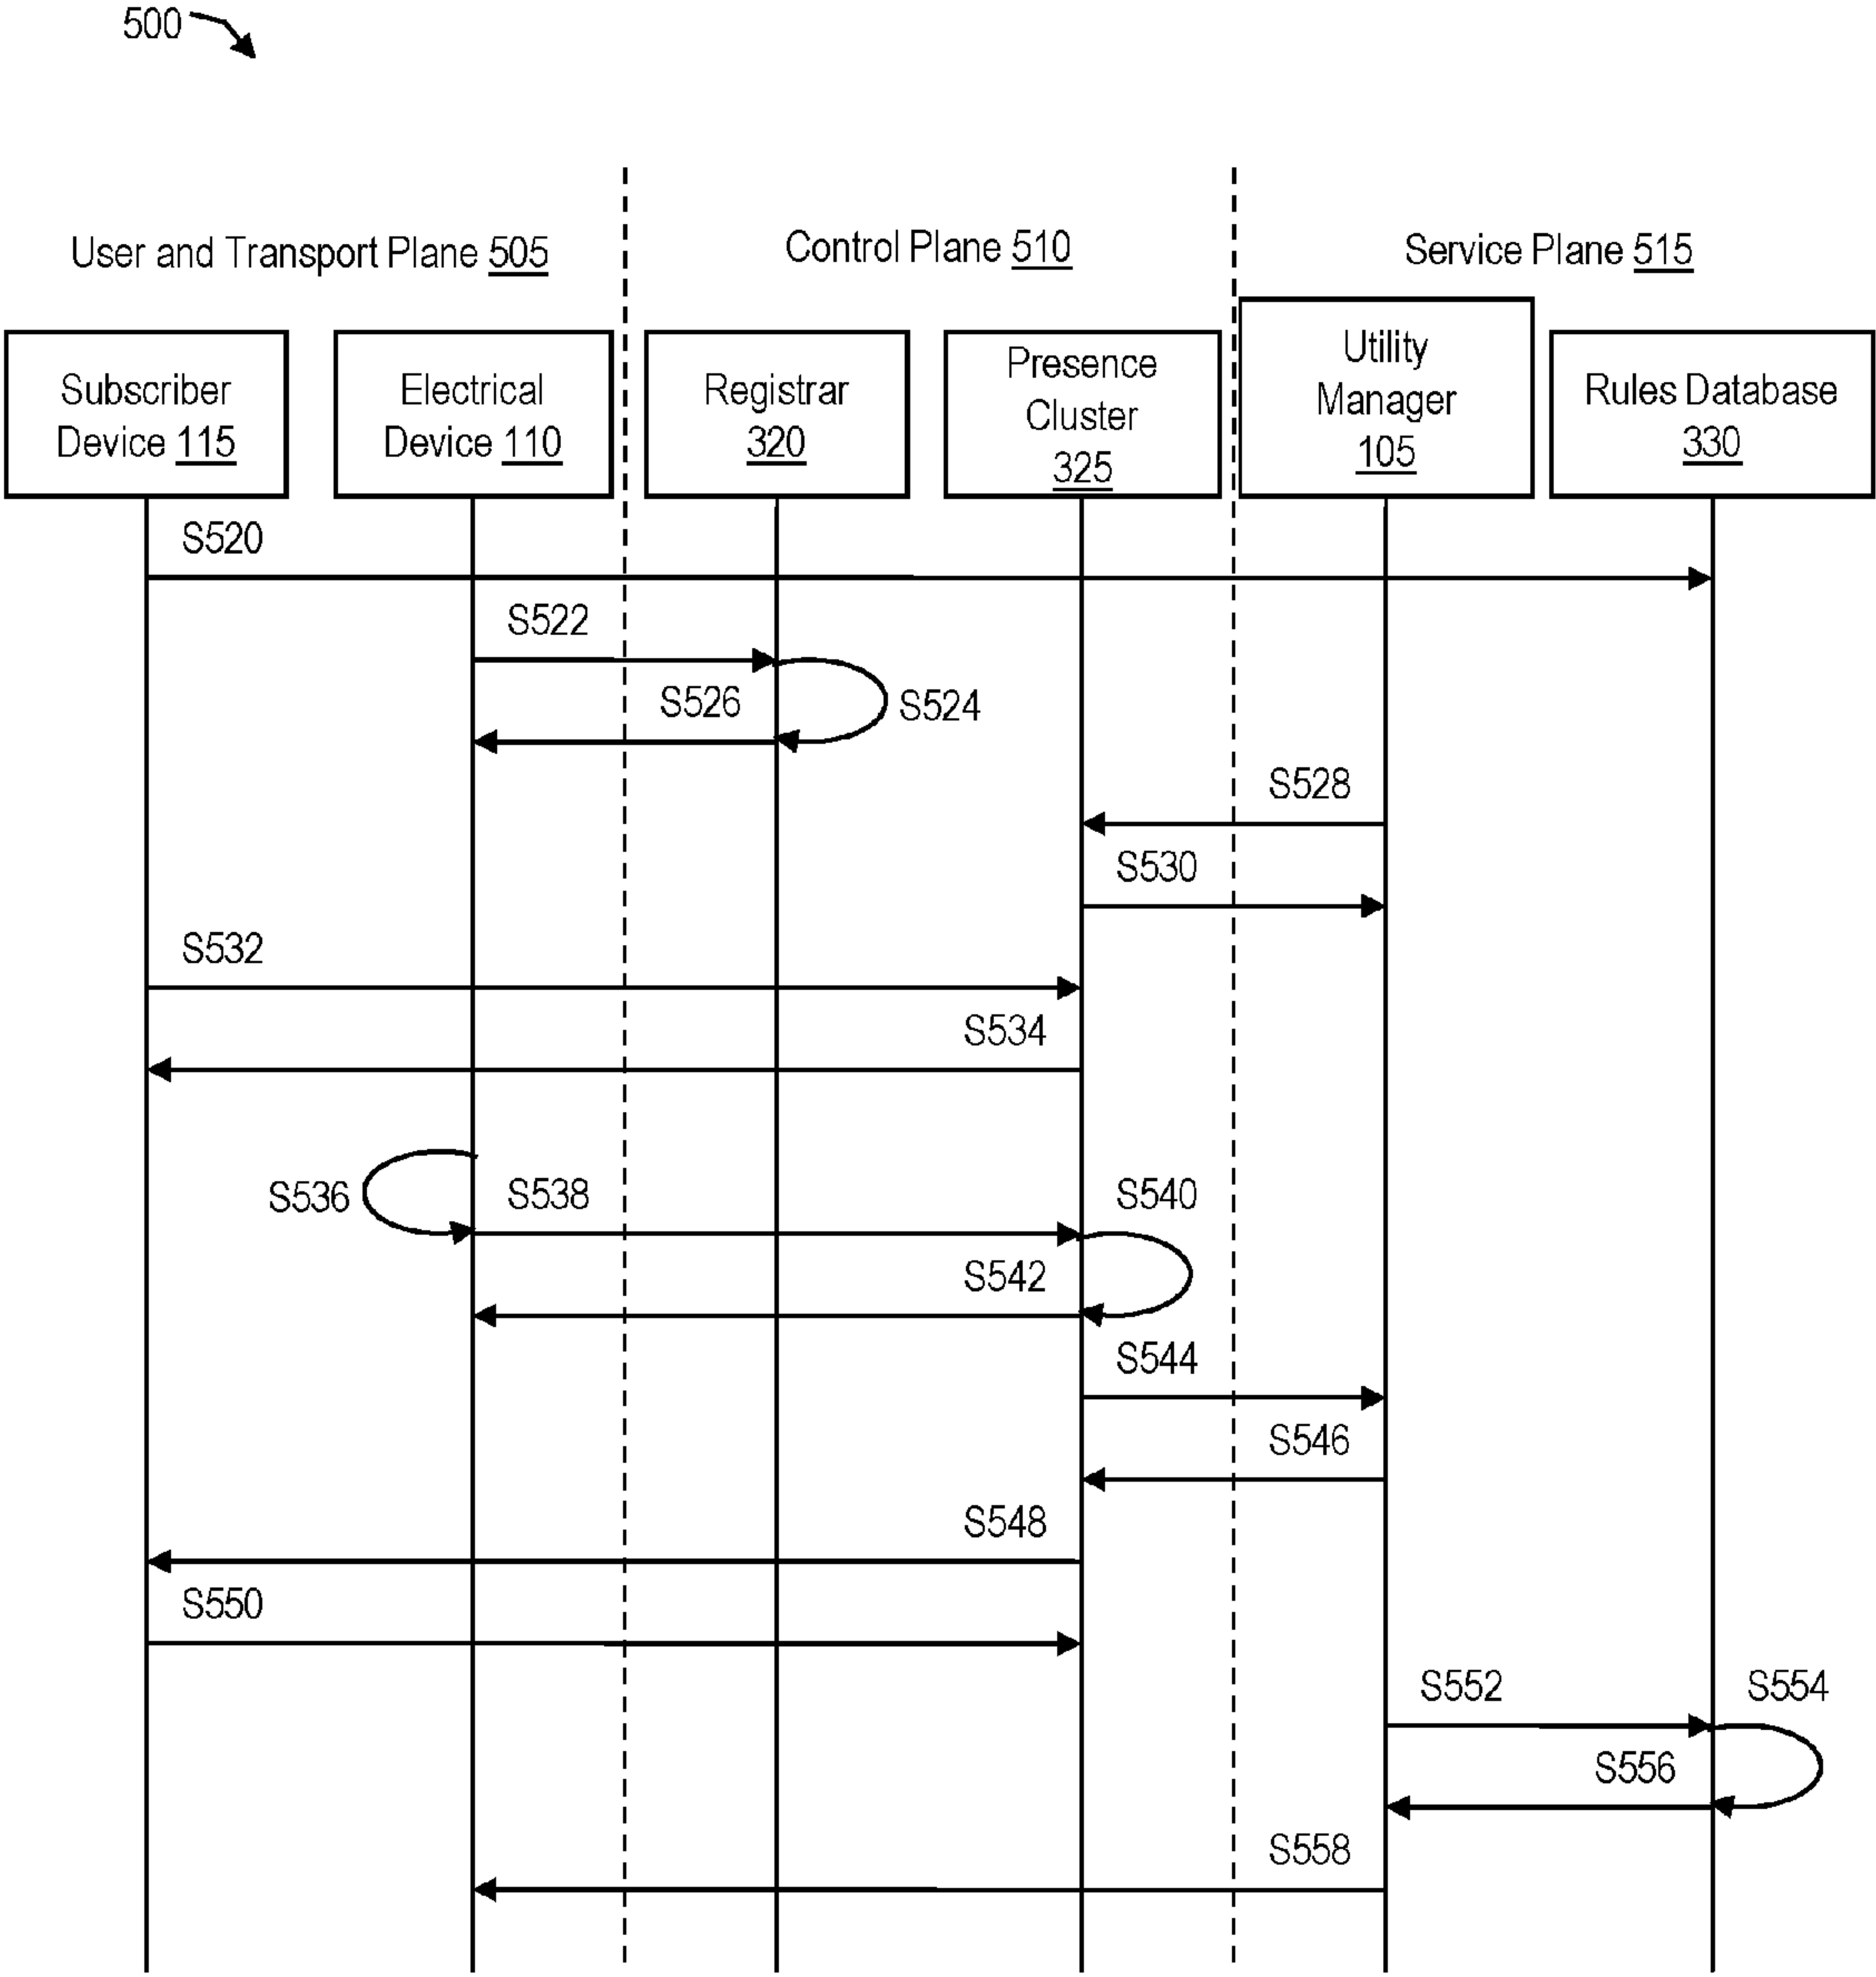 500
User and Transport Plane 505
Control Plane 510
Service Plane 515
Subscriber
Device 115
Electrical
Device 110
Registrar
320
Presence
Cluster
325
Utility
Manager
105
Rules Database
330
S520
S522
S526
S524
S528
S530
S532
S534
S536
S538
S540
S542
S544
S546
S548
S550
S552
S554
S556
S558